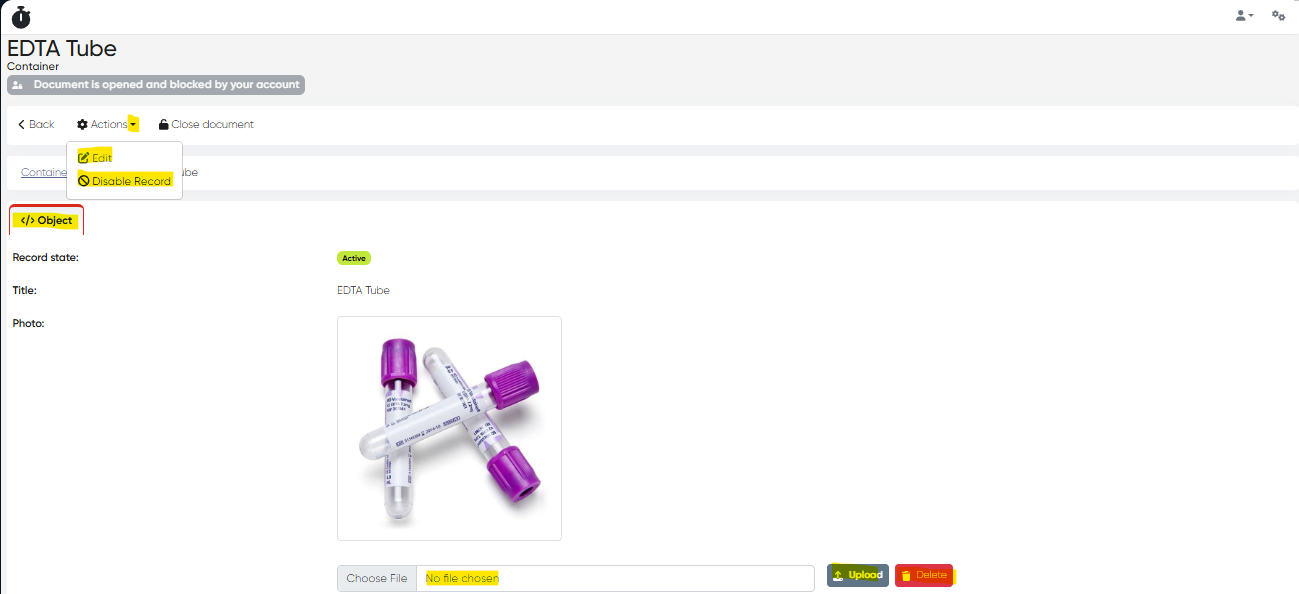 EDTA Tube
Container
Document is opened and blocked by your account
Back Actions Close document
Edit
Containe ube
Disable Record
</> Object
Record state: Active
Title: EDTA Tube
Photo:
Choose File No file chosen Upload Delete